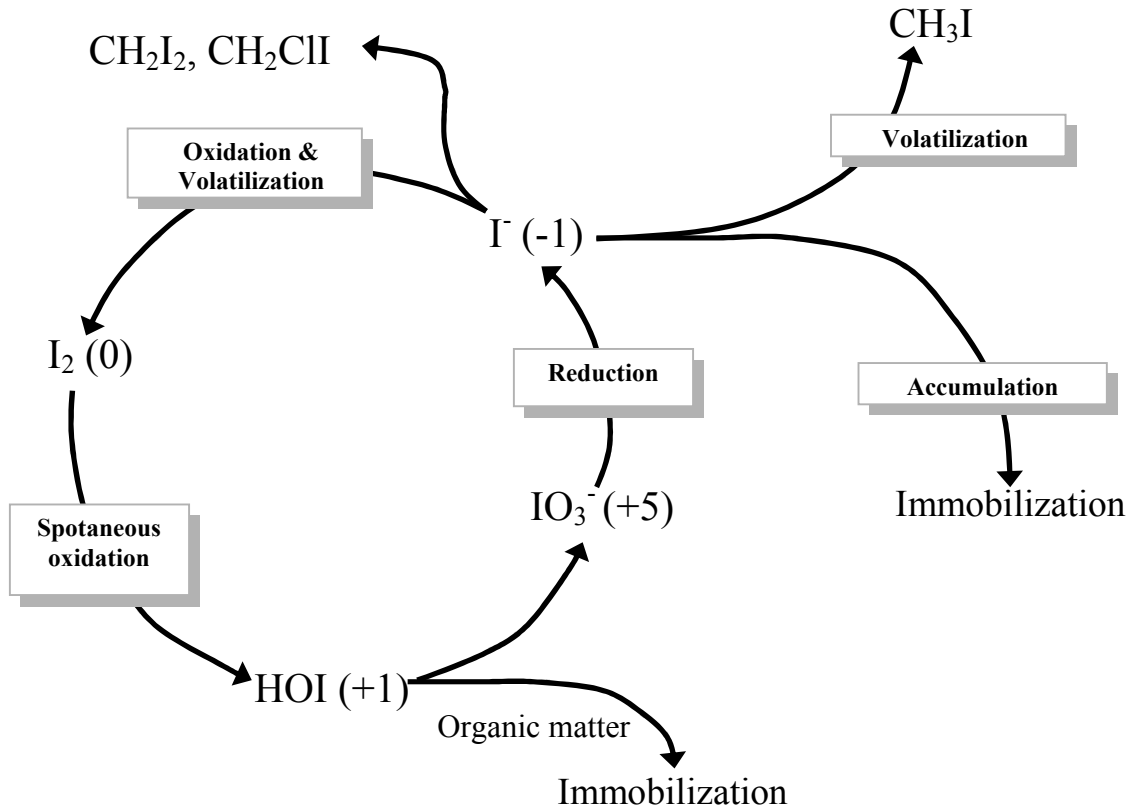 CH₃I
CH₂I₂, CH₂ClI
Volatilization
Oxidation &
Volatilization
I⁻ (-1)
I₂ (0)
Reduction
Accumulation
IO₃⁻ (+5)
Immobilization
Spotaneous
oxidation
HOI (+1)
Organic matter
Immobilization